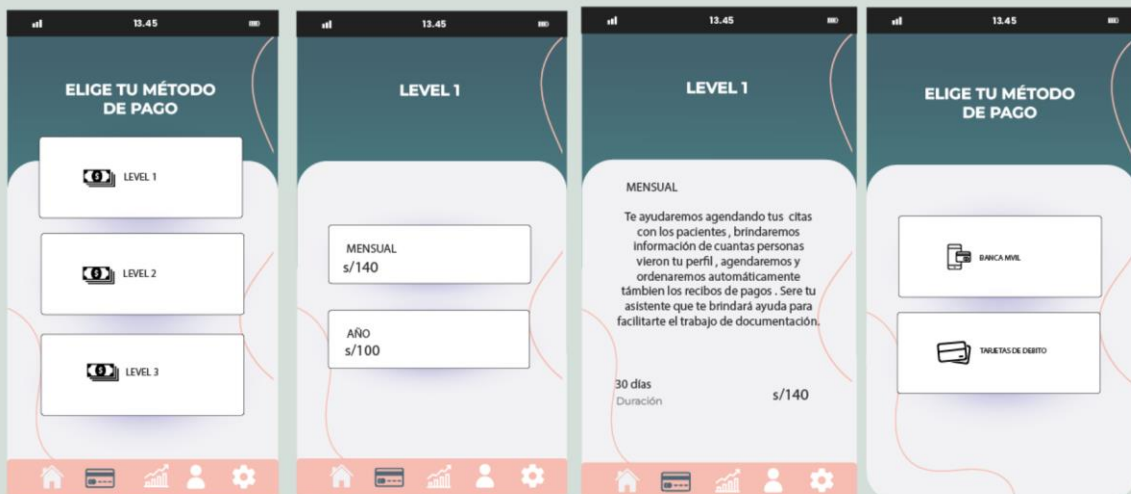 13.45
ELIGE TU MÉTODO
DE PAGO
LEVEL 1
LEVEL 2
LEVEL 3
13.45
LEVEL 1
MENSUAL
s/140
AÑO
s/100
13.45
LEVEL 1
MENSUAL
Te ayudaremos agendando tus citas
con los pacientes , brindaremos
información de cuantas personas
vieron tu perfil , agendaremos y
ordenaremos automáticamente
támbien los recibos de pagos . Sere tu
asistente que te brindará ayuda para
facilitarte el trabajo de documentación.
30 días
Duración
s/140
13.45
ELIGE TU MÉTODO
DE PAGO
BANCA MVIL
TARJETAS DE DEBITO